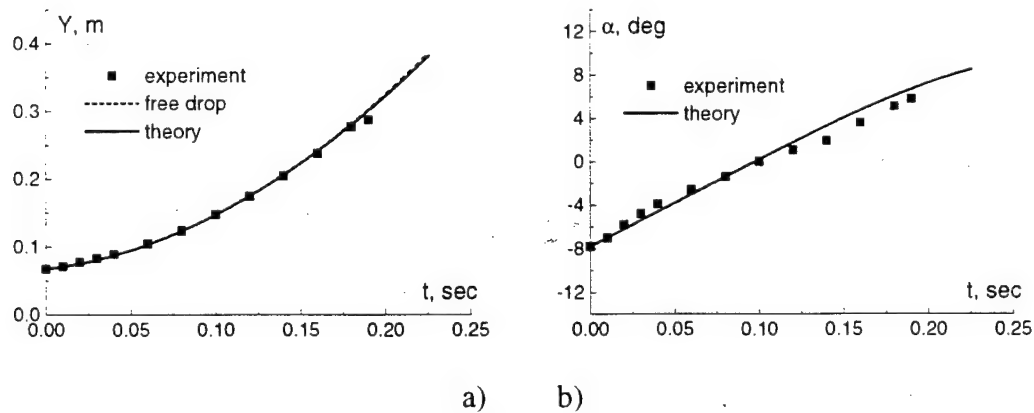 Y, m
0.4
0.3
0.2
0.1
0.0
experiment
free drop
theory
t, sec
0.00 0.05 0.10 0.15 0.20 0.25
a)
α, deg
12
8
4
0
-4
-8
-12
experiment
theory
t, sec
0.00 0.05 0.10 0.15 0.20 0.25
b)